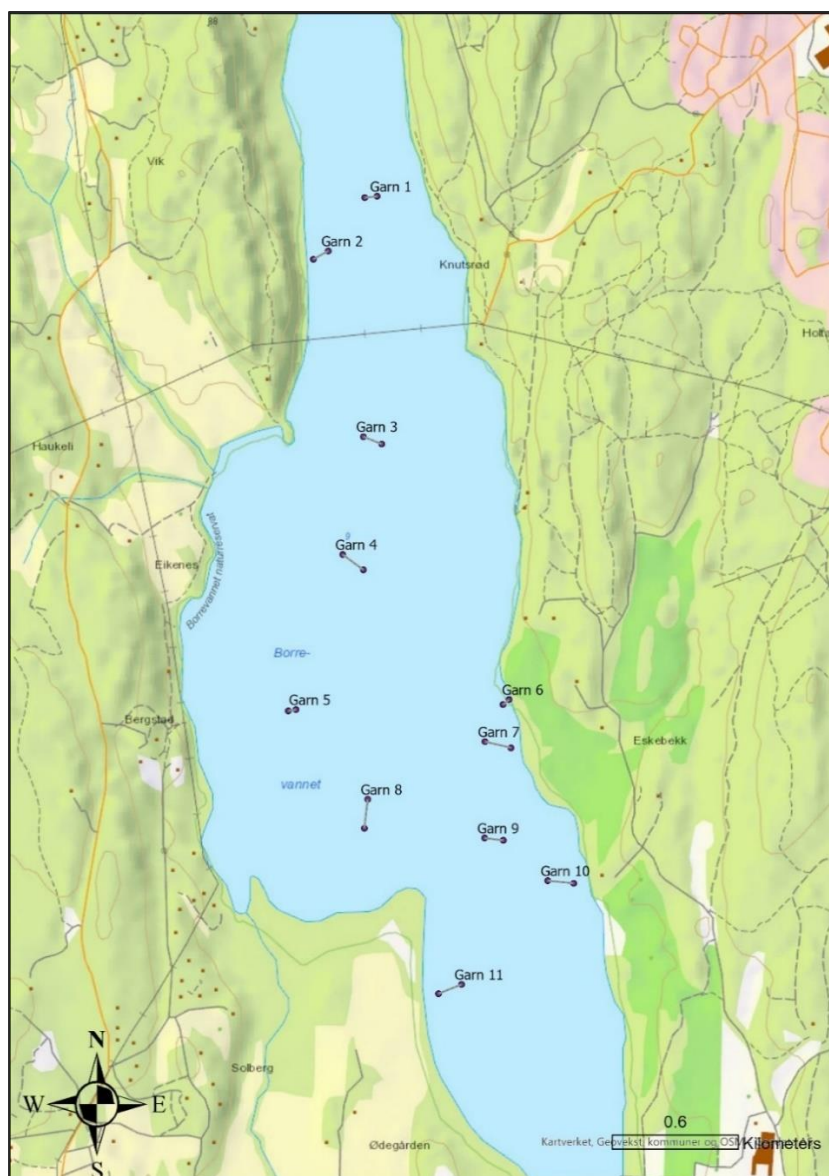 Vik
Garn 1
Garn 2
Knutsrød
Garn 3
Haukeli
Garn 4
Eikenes
Borrevannet naturreservat
Borre-
Garn 5
Garn 6
Bergstad
Garn 7
Eskebekk
vannet
Garn 8
Garn 9
Garn 10
Garn 11
N
Solberg
W
E
S
Ødegården
0.6
Kartverket, Geovekst, kommuner og OSM
Kilometers